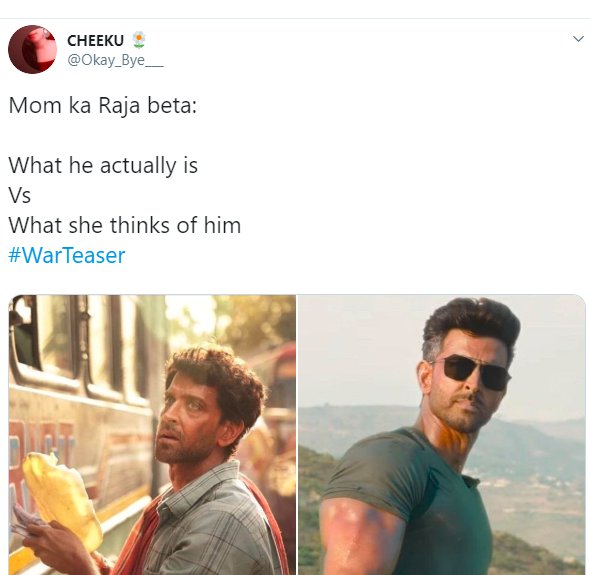 CHEEKU 🌼
@Okay_Bye___
Mom ka Raja beta:
What he actually is
Vs
What she thinks of him
#WarTeaser